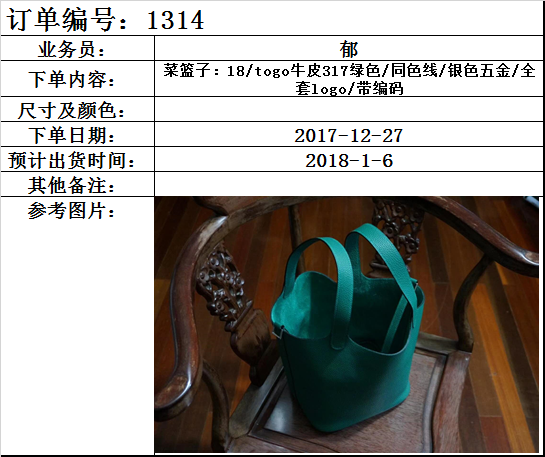 订单编号：1314
业务员： 郁
下单内容： 菜篮子：18/togo牛皮317绿色/同色线/银色五金/全
套logo/带编码
尺寸及颜色：
下单日期： 2017-12-27
预计出货时间： 2018-1-6
其他备注：
参考图片：